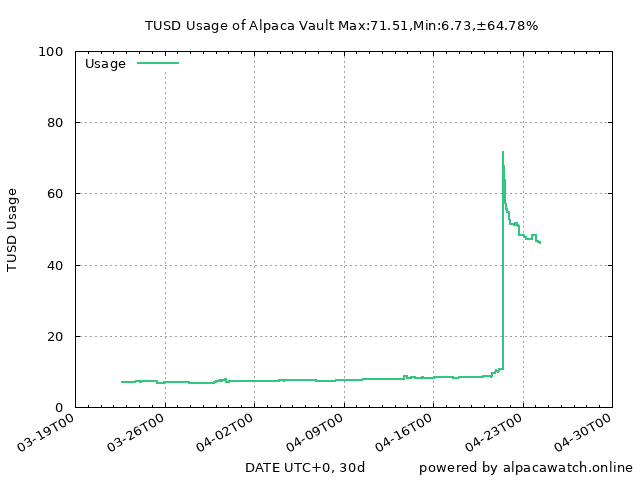 TUSD Usage of Alpaca Vault Max:71.51,Min:6.73,±64.78%
Usage
TUSD Usage
100
80
60
40
20
0
03-19T00
03-26T00
04-02T00
04-09T00
04-16T00
04-23T00
04-30T00
DATE UTC+0, 30d
powered by alpacawatch.online